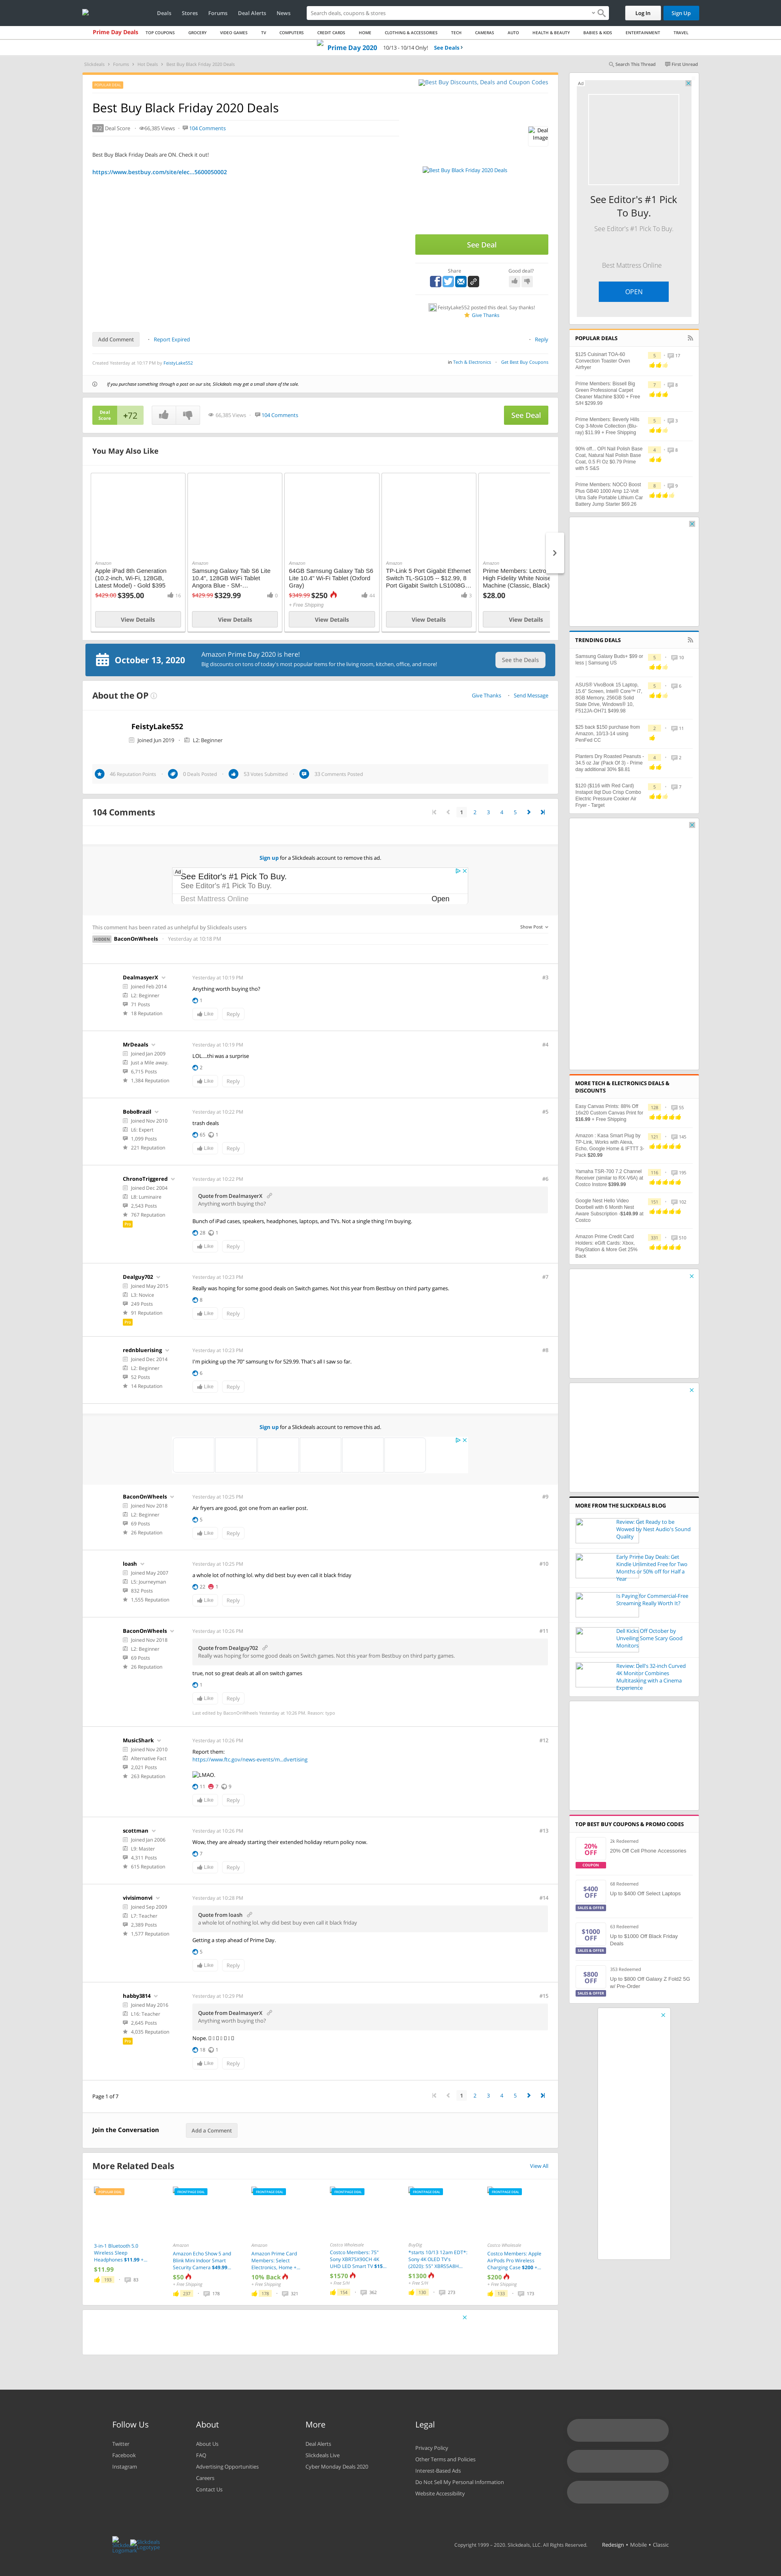 Deals
Stores
Forums
Deal Alerts
News
Search deals, coupons & stores
Log In
Sign Up
Prime Day Deals
TOP COUPONS
GROCERY
VIDEO GAMES
TV
COMPUTERS
CREDIT CARDS
HOME
CLOTHING & ACCESSORIES
TECH
CAMERAS
AUTO
HEALTH & BEAUTY
BABIES & KIDS
ENTERTAINMENT
TRAVEL
Prime Day 2020 10/13 - 10/14 Only! See Deals
Slickdeals
Forums
Hot Deals
Best Buy Black Friday 2020 Deals
Search This Thread
First Unread
Best Buy Discounts, Deals and Coupon Codes
Best Buy Black Friday 2020 Deals
+72 Deal Score
66,385 Views
104 Comments
Deal Image
Best Buy Black Friday Deals are ON. Check it out!
https://www.bestbuy.com/site/elec...5600050002
Best Buy Black Friday 2020 Deals
See Deal
Share
Good deal?
FeistyLake552 posted this deal. Say thanks!
Give Thanks
Add Comment
Report Expired
Reply
Created Yesterday at 10:17 PM by FeistyLake552
in Tech & Electronics
Get Best Buy Coupons
If you purchase something through a post on our site, Slickdeals may get a small share of the sale.
Deal Score +72
66,385 Views
104 Comments
See Deal
You May Also Like
Amazon
Apple iPad 8th Generation (10.2-inch, Wi-Fi, 128GB, Latest Model) - Gold $395
$429.00 $395.00
View Details
Amazon
Samsung Galaxy Tab S6 Lite 10.4", 128GB WiFi Tablet Angora Blue - SM-...
$429.99 $329.99
View Details
Amazon
64GB Samsung Galaxy Tab S6 Lite 10.4" Wi-Fi Tablet (Oxford Gray)
$349.99 $250
+ Free Shipping
View Details
Amazon
TP-Link 5 Port Gigabit Ethernet Switch TL-SG105 -- $12.99, 8 Port Gigabit Switch LS1008G...
View Details
Amazon
Prime Members: Lectro
High Fidelity White Noise
Machine (Classic, Black)
$28.00
View Details
October 13, 2020
Amazon Prime Day 2020 is here!
Big discounts on tons of today's most popular items for the living room, kitchen, office, and more!
See the Deals
About the OP
Give Thanks
Send Message
FeistyLake552
Joined Jun 2019
L2: Beginner
46 Reputation Points
0 Deals Posted
53 Votes Submitted
33 Comments Posted
104 Comments
1 2 3 4 5
Sign up for a Slickdeals account to remove this ad.
Ad
See Editor's #1 Pick To Buy.
See Editor's #1 Pick To Buy.
Best Mattress Online
Open
This comment has been rated as unhelpful by Slickdeals users
Show Post
HIDDEN BaconOnWheels
Yesterday at 10:18 PM
DealmasyerX
Joined Feb 2014
L2: Beginner
71 Posts
18 Reputation
Yesterday at 10:19 PM
#3
Anything worth buying tho?
1
Like
Reply
MrDeaals
Joined Jan 2009
Just a Mile away
6,715 Posts
1,384 Reputation
Yesterday at 10:19 PM
#4
LOL...thi was a surprise
2
Like
Reply
BoboBrazil
Joined Nov 2010
L6: Expert
1,099 Posts
221 Reputation
Yesterday at 10:22 PM
#5
trash deals
65 1
Like
Reply
ChronoTriggered
Joined Dec 2004
L8: Luminaire
2,543 Posts
767 Reputation
Pro
Yesterday at 10:22 PM
#6
Quote from DealmasyerX
Anything worth buying tho?
Bunch of iPad cases, speakers, headphones, laptops, and TVs. Not a single thing I'm buying.
28 1
Like
Reply
Dealguy702
Joined May 2015
L3: Novice
249 Posts
91 Reputation
Pro
Yesterday at 10:23 PM
#7
Really was hoping for some good deals on Switch games. Not this year from Bestbuy on third party games.
8
Like
Reply
rednbluerising
Joined Dec 2014
L2: Beginner
52 Posts
14 Reputation
Yesterday at 10:23 PM
#8
I'm picking up the 70" samsung tv for 529.99. That's all I saw so far.
6
Like
Reply
Sign up for a Slickdeals account to remove this ad.
BaconOnWheels
Joined Nov 2018
L2: Beginner
69 Posts
26 Reputation
Yesterday at 10:25 PM
#9
Air fryers are good, got one from an earlier post.
5
Like
Reply
loash
Joined May 2007
L5: Journeyman
832 Posts
1,555 Reputation
Yesterday at 10:25 PM
#10
a whole lot of nothing lol. why did best buy even call it black friday
22 1
Like
Reply
BaconOnWheels
Joined Nov 2018
L2: Beginner
69 Posts
26 Reputation
Yesterday at 10:26 PM
#11
Quote from Dealguy702
Really was hoping for some good deals on Switch games. Not this year from Bestbuy on third party games.
true, not so great deals at all on switch games
1
Like
Reply
Last edited by BaconOnWheels Yesterday at 10:26 PM. Reason: typo
MusicShark
Joined Nov 2019
Alternative Fact
2,021 Posts
263 Reputation
Yesterday at 10:26 PM
#12
Report them:
https://www.ftc.gov/news-events/m...dvertising
LMAO.
11 7 9
Like
Reply
scottman
Joined Jan 2006
L9: Master
4,311 Posts
615 Reputation
Yesterday at 10:26 PM
#13
Wow, they are already starting their extended holiday return policy now.
7
Like
Reply
vivisimonvi
Joined Sep 2009
L7: Teacher
2,389 Posts
1,577 Reputation
Yesterday at 10:28 PM
#14
Quote from loash
a whole lot of nothing lol. why did best buy even call it black friday
Getting a step ahead of Prime Day.
5
Like
Reply
habby3814
Joined May 2016
L16: Teacher
2,645 Posts
4,035 Reputation
Pro
Yesterday at 10:29 PM
#15
Quote from DealmasyerX
Anything worth buying tho?
Nope.
18 1
Like
Reply
Page 1 of 7
1 2 3 4 5
Join the Conversation
Add a Comment
More Related Deals
View All
3-in-1 Bluetooth 5.0 Wireless Sleep Headphones $11.99 +...
$11.99
193 83
Amazon
Amazon Echo Show 5 and Blink Mini Indoor Smart Security Camera $49.99...
$50
+ Free Shipping
237 178
Amazon
Amazon Prime Card Members: Select Electronics, Home +...
10% Back
+ Free Shipping
178 321
Costco Wholesale
Costco Members: 75" Sony XBR75X90CH 4K UHD LED Smart TV $15...
$1570
+ Free S/H
154 362
BuyDig
*starts 10/13 12am EDT*: Sony 4K OLED TV's (2020): 55" XBR55A8H...
$1300
+ Free S/H
130 273
Costco Wholesale
Costco Members: Apple AirPods Pro Wireless Charging Case $200 +...
$200
+ Free Shipping
133 173
Ad
See Editor's #1 Pick To Buy.
See Editor's #1 Pick To Buy.
Best Mattress Online
OPEN
POPULAR DEALS
$125 Cuisinart TOA-60 Convection Toaster Oven Airfryer
5 17
Prime Members: Bissell Big Green Professional Carpet Cleaner Machine $300 + Free S/H $299.99
7 8
Prime Members: Beverly Hills Cop 3-Movie Collection (Blu-ray) $11.99 + Free Shipping
5 3
90% off... OPI Nail Polish Base Coat, Natural Nail Polish Base Coat, 0.5 Fl Oz $0.79 Prime with 5 S&S
4 8
Prime Members: NOCO Boost Plus GB40 1000 Amp 12-Volt Ultra Safe Portable Lithium Car Battery Jump Starter $69.26
8 9
TRENDING DEALS
Samsung Galaxy Buds+ $99 or less | Samsung US
5 10
ASUS® VivoBook 15 Laptop, 15.6" Screen, Intel® Core™ i7, 8GB Memory, 256GB Solid State Drive, Windows® 10, F512JA-OH71 $499.98
5 6
$25 back $150 purchase from Amazon, 10/13-14 using PenFed CC
2 11
Planters Dry Roasted Peanuts - 34.5 oz Jar (Pack Of 3) - Prime day additional 30% $8.81
4 2
$120 ($118 with Red Card) Instapot 8qt Duo Crisp Combo Electric Pressure Cooker Air Fryer - Target
5 7
MORE TECH & ELECTRONICS DEALS & DISCOUNTS
Easy Canvas Prints: 88% Off 16x20 Custom Canvas Print for $16.99 + Free Shipping
128 55
Amazon : Kasa Smart Plug by TP-Link, Works with Alexa, Echo, Google Home & IFTTT 3-Pack $20.99
121 145
Yamaha TSR-700 7.2 Channel Receiver (similar to RX-V6A) at Costco Instore $399.99
116 195
Google Nest Hello Video Doorbell with 6 Month Nest Aware Subscription -$149.99 at Costco
151 102
Amazon Prime Credit Card Holders: eGift Cards: Xbox, PlayStation & More Get 25% Back
331 510
MORE FROM THE SLICKDEALS BLOG
Review: Get Ready to be Wowed by Nest Audio's Sound Quality
Early Prime Day Deals: Get Kindle Unlimited Free for Two Months or 50% off for Half a Year
Is Paying for Commercial-Free Streaming Really Worth It?
Dell Kicks Off October by Unveiling Some Scary Good Monitors
Review: Dell's 32-inch Curved 4K Monitor Combines Multitasking with a Cinema Experience
TOP BEST BUY COUPONS & PROMO CODES
20% OFF
COUPON
2k Redeemed
20% Off Cell Phone Accessories
$400 OFF
SALES & OFFER
68 Redeemed
Up to $400 Off Select Laptops
$1000 OFF
SALES & OFFER
63 Redeemed
Up to $1000 Off Black Friday Deals
$800 OFF
SALES & OFFER
353 Redeemed
Up to $800 Off Galaxy Z Fold2 5G w/ Pre-Order
Follow Us
Twitter
Facebook
Instagram
About
About Us
FAQ
Advertising Opportunities
Careers
Contact Us
More
Deal Alerts
Slickdeals Live
Cyber Monday Deals 2020
Legal
Privacy Policy
Other Terms and Policies
Interest-Based Ads
Do Not Sell My Personal Information
Website Accessibility
Copyright 1999 - 2020. Slickdeals, LLC. All Rights Reserved.
Redesign • Mobile • Classic